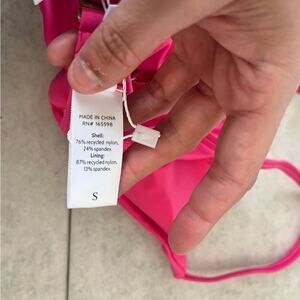 MADE IN CHINA
RN# 165598
Shell:
76% recycled nylon,
24% spandex
Lining:
87% recycled nylon,
13% spandex
S